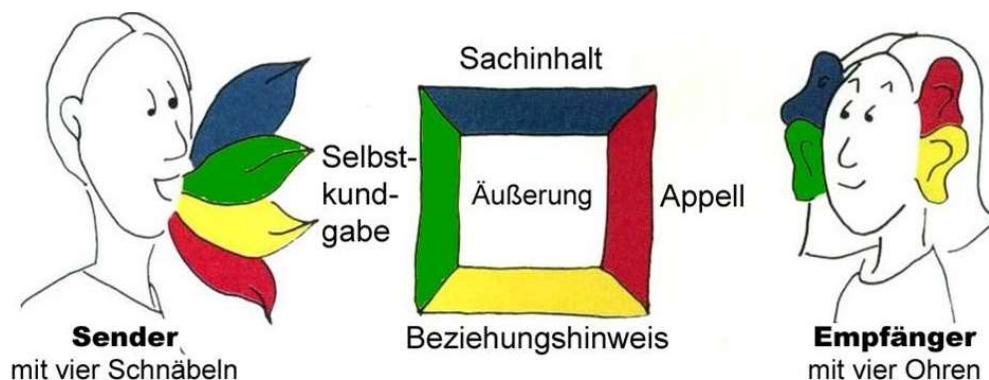 Sachinhalt
Selbst-
kund-
gabe
Äußerung
Appell
Beziehungshinweis
Sender
mit vier Schnäbeln
Empfänger
mit vier Ohren